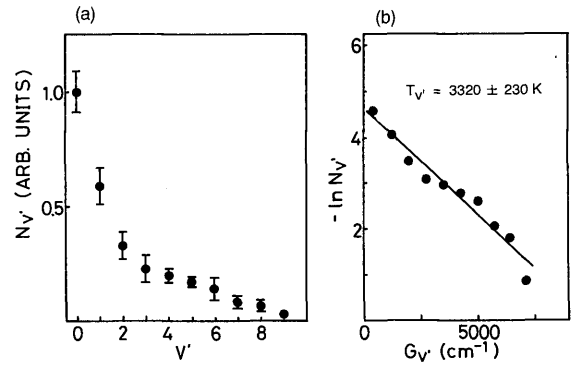 (a)
1.0
0.5
N_V' (ARB. UNITS)
0 2 4 6 8
V'
(b)
6
4
2
- ln N_V'
T_V' = 3320 ± 230 K
0 5000
G_V' (cm⁻¹)